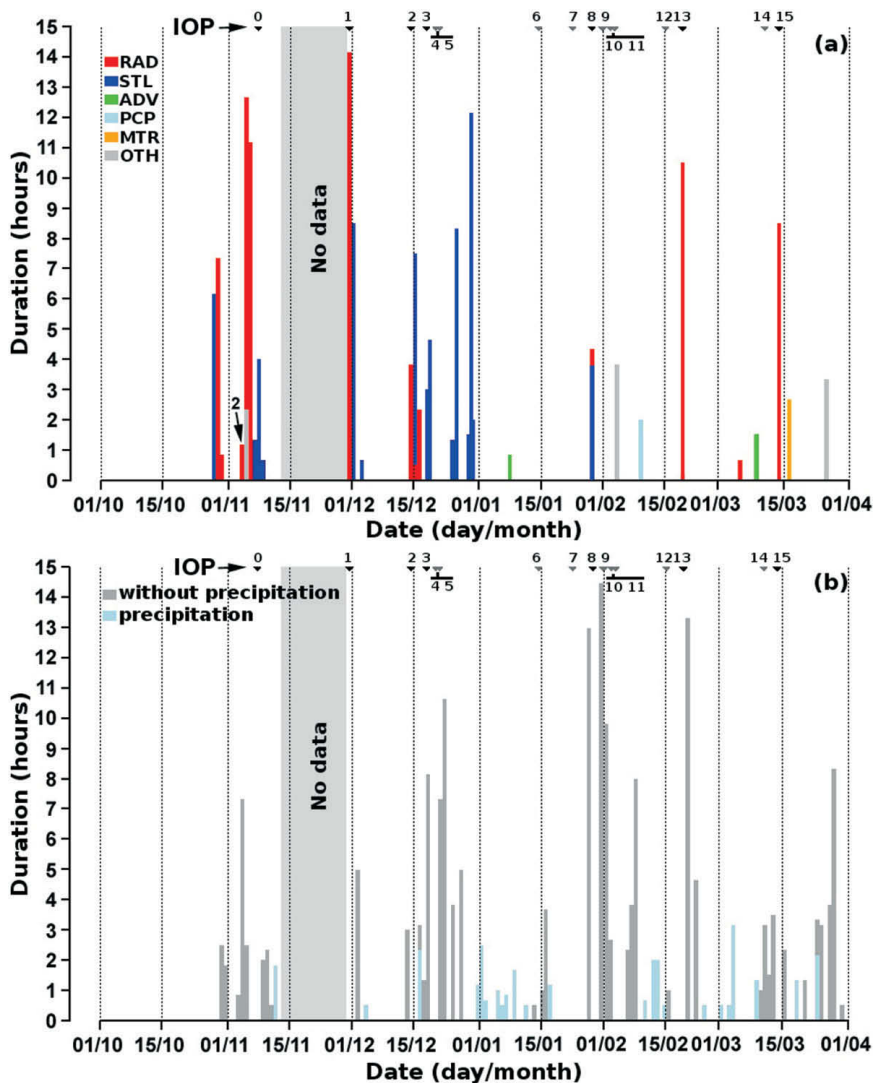 IOP 0 1 2 3 4 5 6 7 8 9 10 11 12 13 14 15
(a)
15
14
13
12
11
10
9
8
7
6
5
4
3
2
1
0
Duration (hours)
RAD
STL
ADV
PCP
MTR
OTH
No data
2
01/10 15/10 01/11 15/11 01/12 15/12 01/01 15/01 01/02 15/02 01/03 15/03 01/04
Date (day/month)
IOP 0 1 2 3 4 5 6 7 8 9 10 11 12 13 14 15
(b)
15
14
13
12
11
10
9
8
7
6
5
4
3
2
1
0
Duration (hours)
without precipitation
precipitation
No data
01/10 15/10 01/11 15/11 01/12 15/12 01/01 15/01 01/02 15/02 01/03 15/03 01/04
Date (day/month)